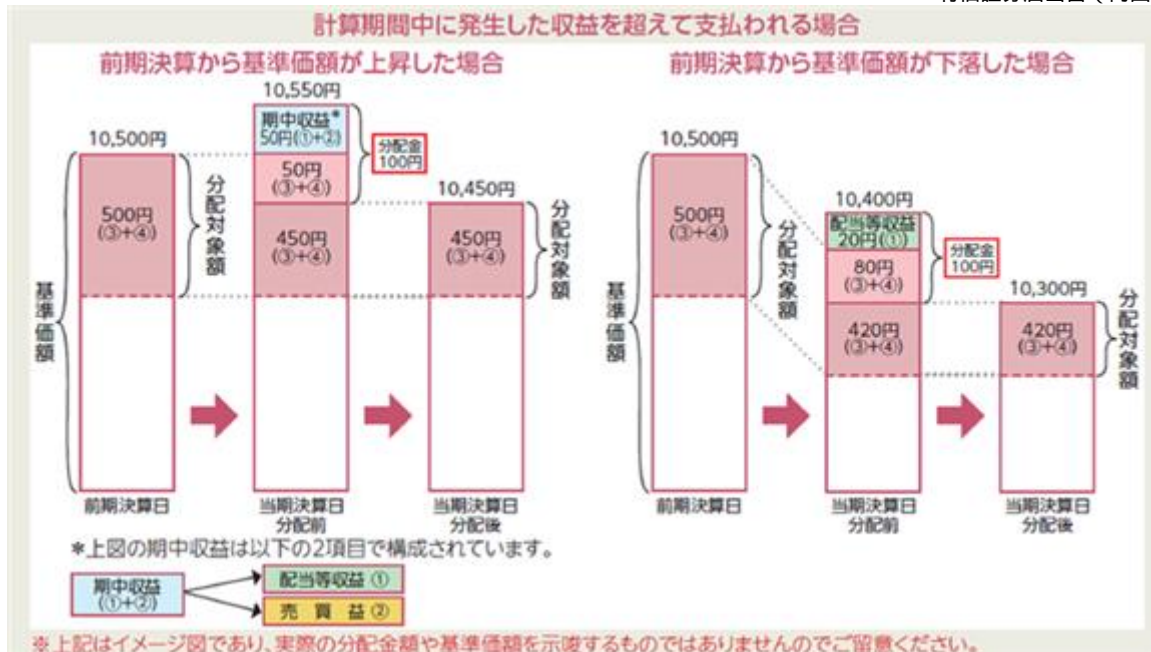 計算期間中に発生した収益を超えて支払われる場合
前期決算から基準価額が上昇した場合
10,500円
10,550円
期中収益*
50円(①+②)
50円
(③+④)
分配金
100円
10,450円
500円
(③+④)
450円
(③+④)
450円
(③+④)
分配対象額
分配対象額
基準価額
前期決算日
当期決算日
分配前
当期決算日
分配後
前期決算から基準価額が下落した場合
10,500円
10,400円
配当等収益
20円(①)
80円
(③+④)
分配金
100円
10,300円
500円
(③+④)
420円
(③+④)
420円
(③+④)
分配対象額
分配対象額
基準価額
前期決算日
当期決算日
分配前
当期決算日
分配後
*上図の期中収益は以下の2項目で構成されています。
期中収益
(①+②)
配当等収益 ①
売 買 益 ②
※上記はイメージ図であり、実際の分配金額や基準価額を示唆するものではありませんのでご留意ください。